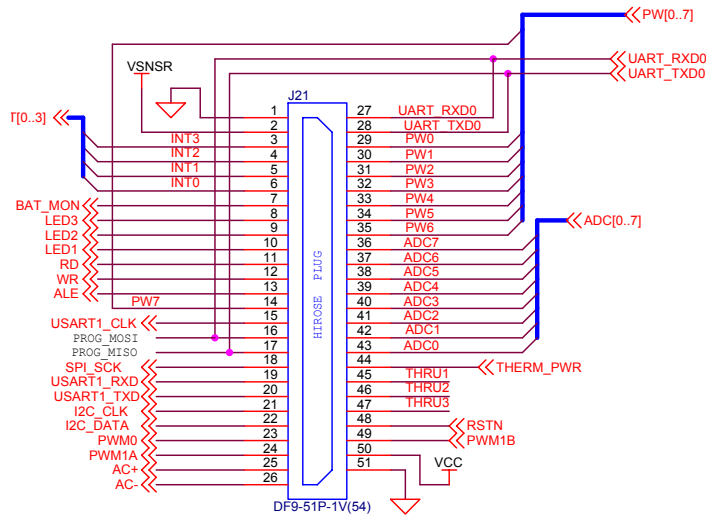 PW[0..7]
UART_RXD0
UART_TXD0
VSNSR
J21
T[0..3]
1 27 UART_RXD0
2 28 UART_TXD0
INT3 3 29 PW0
INT2 4 30 PW1
INT1 5 31 PW2
INT0 6 32 PW3
BAT_MON 7 33 PW4
LED3 8 34 PW5
LED2 9 35 PW6
LED1 10 36 ADC7
RD 11 37 ADC6
WR 12 38 ADC5
ALE 13 39 ADC4
PW7 14 40 ADC3
USART1_CLK 15 41 ADC2
PROG_MOSI 16 42 ADC1
PROG_MISO 17 43 ADC0
SPI_SCK 18 44 THERM_PWR
USART1_RXD 19 45 THRU1
USART1_TXD 20 46 THRU2
I2C_CLK 21 47 THRU3
I2C_DATA 22 48 RSTN
PWM0 23 49 PWM1B
PWM1A 24 50
AC+ 25 51
AC- 26
ADC[0..7]
HIROSE PLUG
VCC
DF9-51P-1V(54)